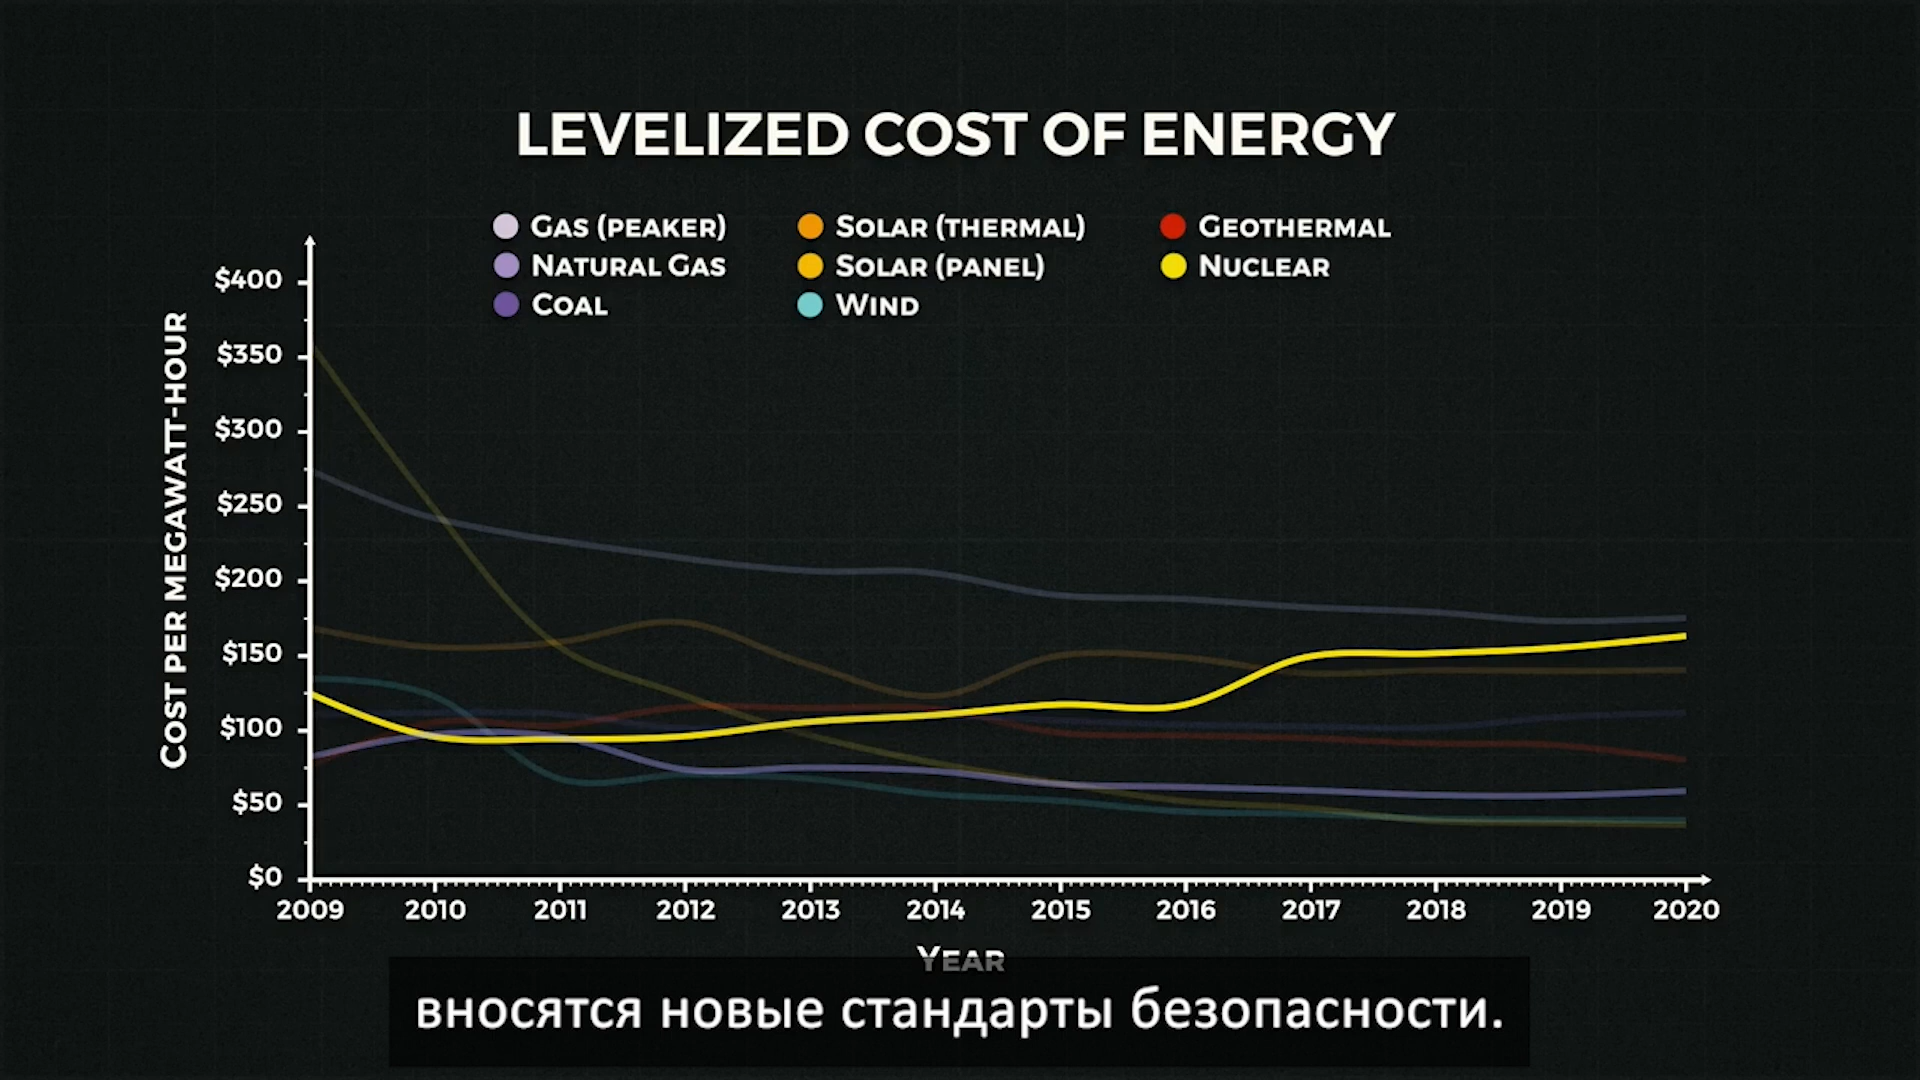 LEVELIZED COST OF ENERGY
GAS (PEAKER)
NATURAL GAS
COAL
SOLAR (THERMAL)
SOLAR (PANEL)
WIND
GEOTHERMAL
NUCLEAR
COST PER MEGAWATT-HOUR
$400
$350
$300
$250
$200
$150
$100
$50
$0
2009 2010 2011 2012 2013 2014 2015 2016 2017 2018 2019 2020
YEAR
вносятся новые стандарты безопасности.